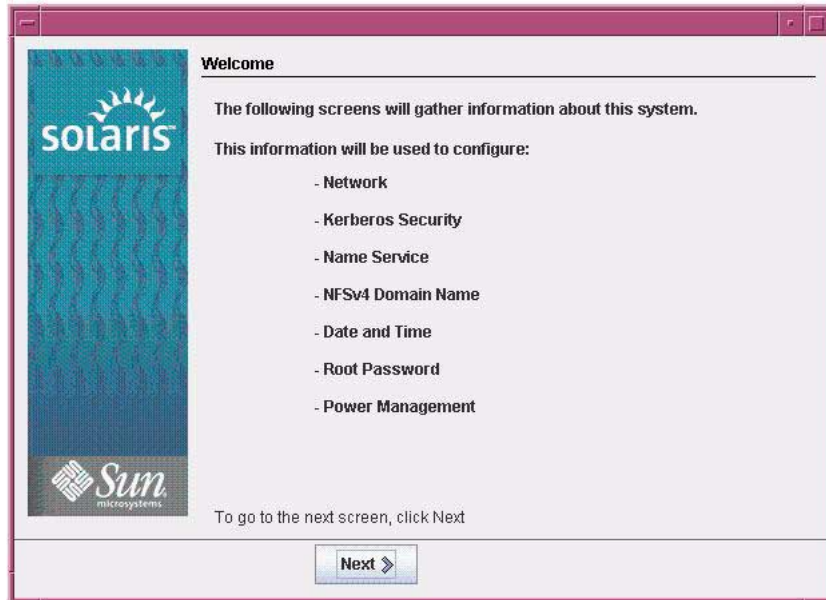 Welcome
solaris™
The following screens will gather information about this system.
This information will be used to configure:
- Network
- Kerberos Security
- Name Service
- NFSv4 Domain Name
- Date and Time
- Root Password
- Power Management
Sun
microsystems
To go to the next screen, click Next
Next